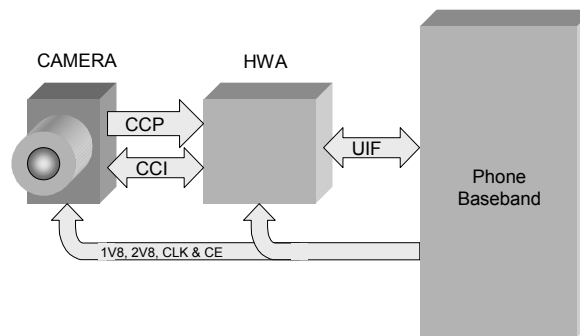 CAMERA
HWA
CCP
CCI
UIF
Phone
Baseband
1V8, 2V8, CLK & CE